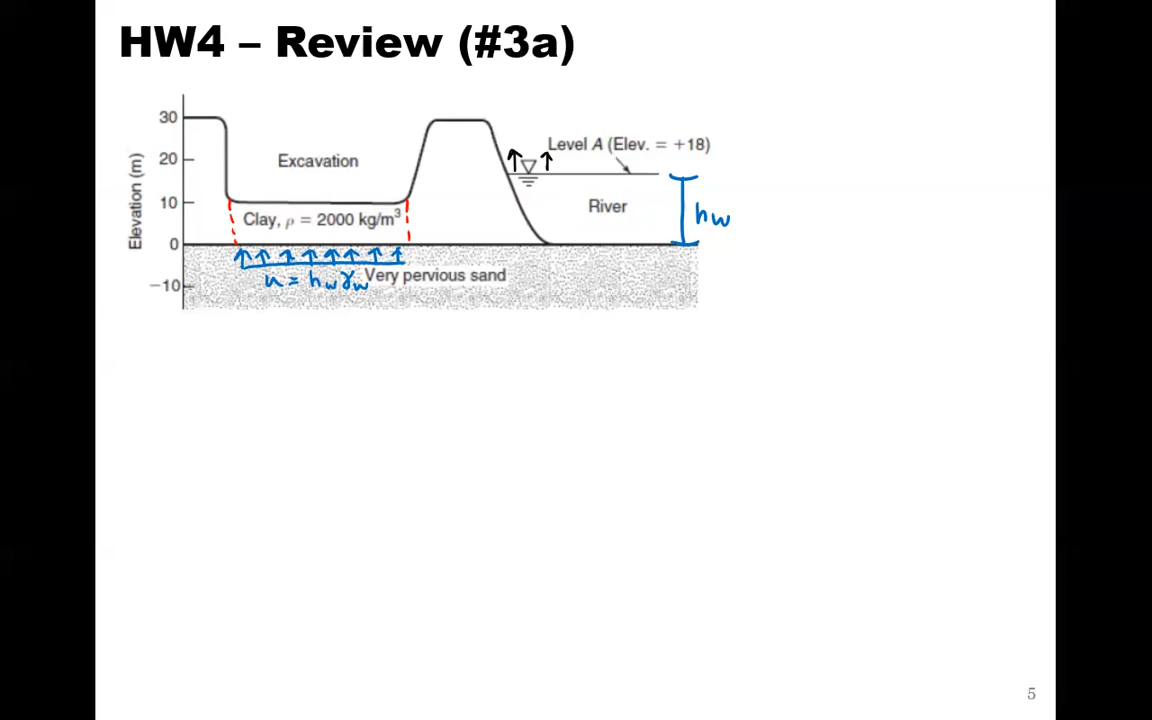 HW4 – Review (#3a)
30
20
10
0
−10
Elevation (m)
Excavation
Level A (Elev. = +18)
River
hw
Clay, ρ = 2000 kg/m³
u = hwγw
Very pervious sand
5